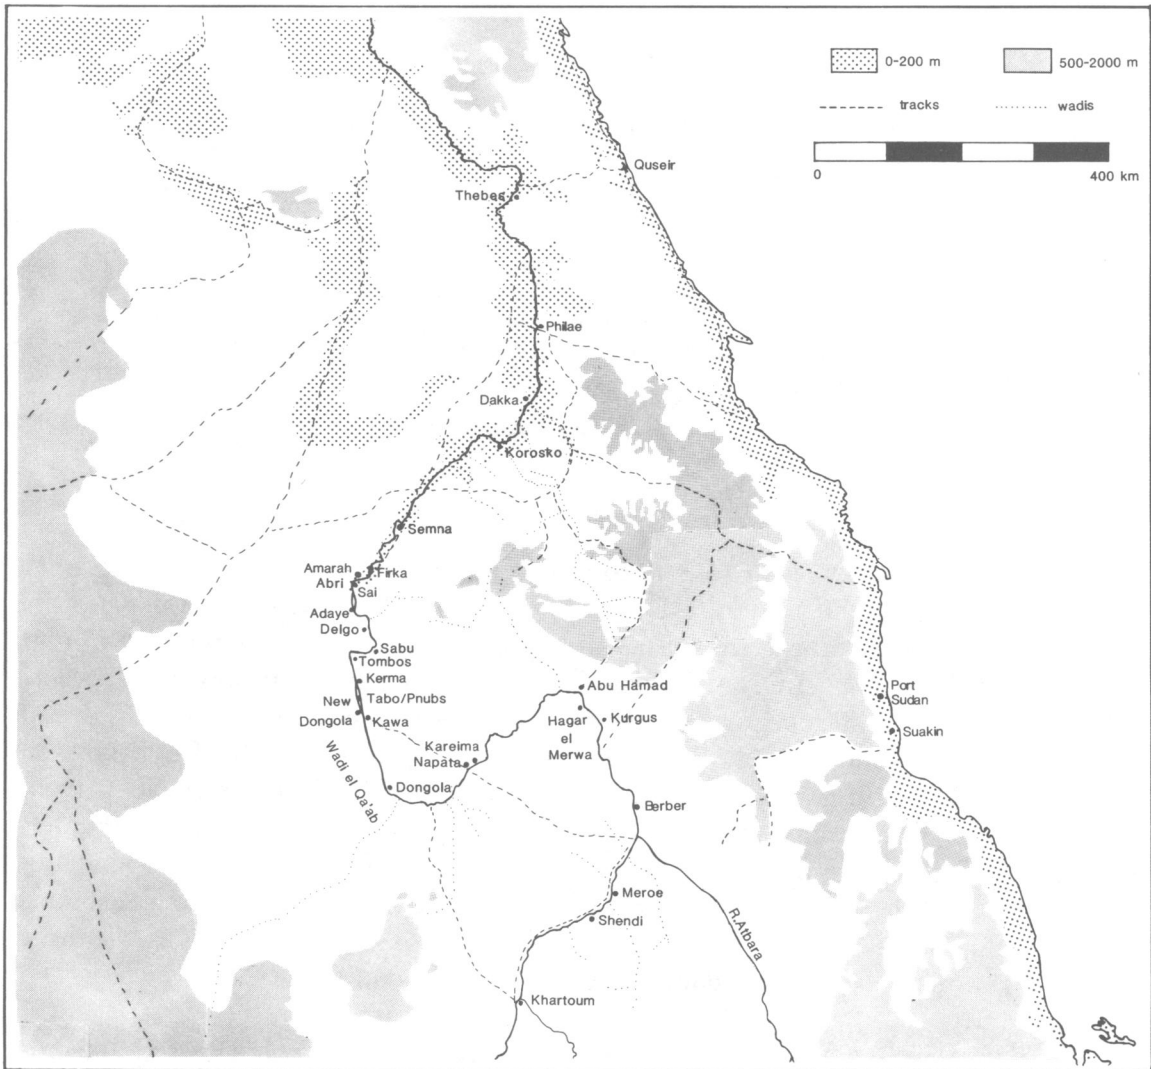 0-200 m
500-2000 m
tracks
wadis
0
400 km
Quseir
Thebes
Philae
Dakka
Korosko
Semna
Amarah
Firka
Abri
Sai
Adaye
Delgo
Sabu
Tombos
Kerma
New
Dongola
Tabo/Pnubs
Kawa
Abu Hamad
Hagar
el
Merwa
Kurgus
Port
Sudan
Suakin
Kareima
Napata
Wadi el Qa'ab
Dongola
Berber
Meroe
Shendi
R.Atbara
Khartoum